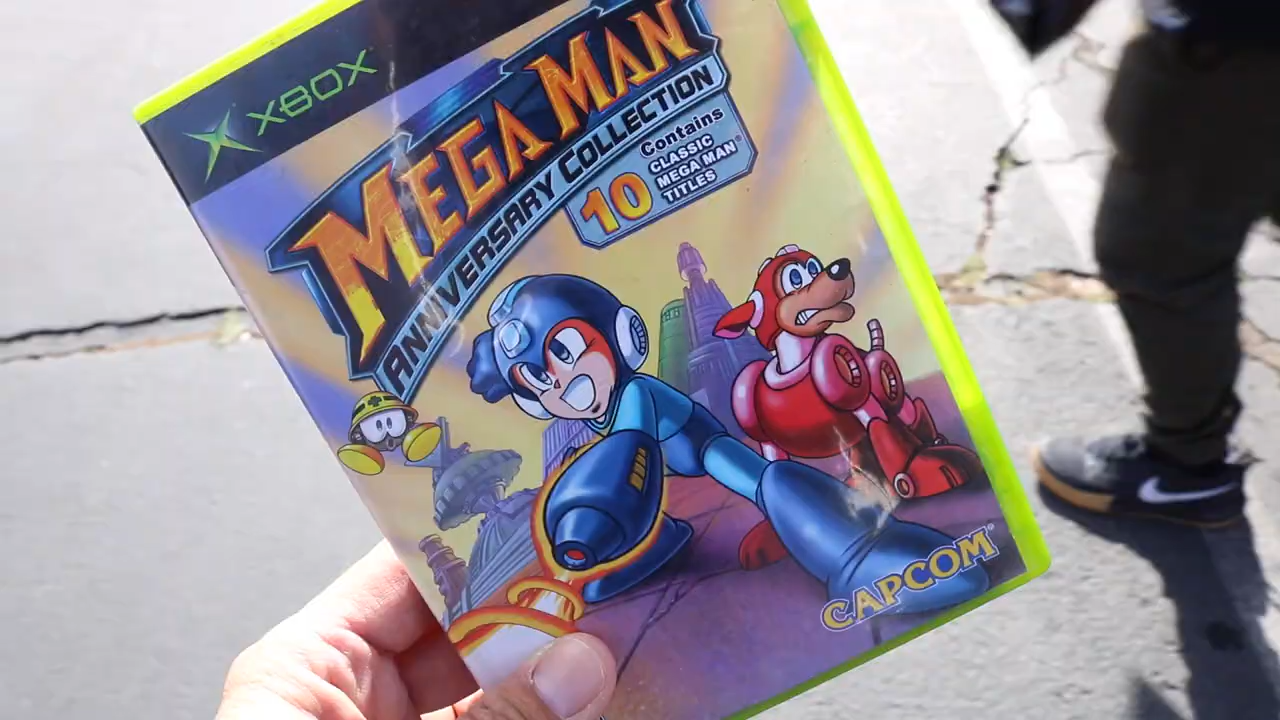 XBOX
MEGA MAN
ANNIVERSARY COLLECTION
Contains
10
CLASSIC
MEGA MAN®
TITLES
CAPCOM®